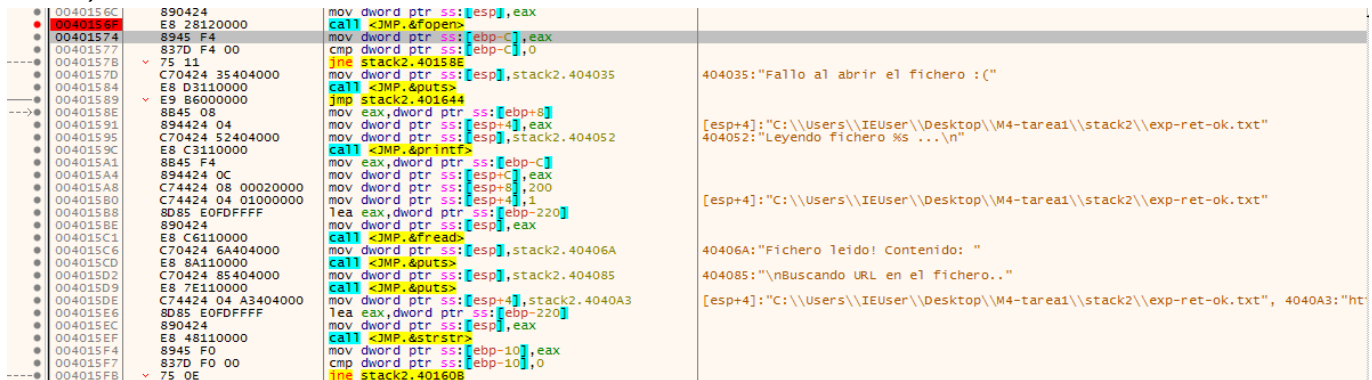 0040156C 890424 mov dword ptr ss:[esp],eax
0040156F E8 28120000 call <JMP.&fopen>
00401574 8945 F4 mov dword ptr ss:[ebp-C],eax
00401577 837D F4 00 cmp dword ptr ss:[ebp-C],0
0040157B 75 11 jne stack2.40158E
0040157D C70424 35404000 mov dword ptr ss:[esp],stack2.404035 404035:"Fallo al abrir el fichero :("
00401584 E8 D3110000 call <JMP.&puts>
00401589 E9 B6000000 jmp stack2.401644
0040158E 8B45 08 mov eax,dword ptr ss:[ebp+8]
00401591 894424 04 mov dword ptr ss:[esp+4],eax [esp+4]:"C:\\Users\\IEUser\\Desktop\\M4-tarea1\\stack2\\exp-ret-ok.txt"
00401595 C70424 52404000 mov dword ptr ss:[esp],stack2.404052 404052:"Leyendo fichero %s ...\n"
0040159C E8 C3110000 call <JMP.&printf>
004015A1 8B45 F4 mov eax,dword ptr ss:[ebp-C]
004015A4 894424 0C mov dword ptr ss:[esp+C],eax
004015A8 C74424 08 00020000 mov dword ptr ss:[esp+8],200
004015B0 C74424 04 01000000 mov dword ptr ss:[esp+4],1 [esp+4]:"C:\\Users\\IEUser\\Desktop\\M4-tarea1\\stack2\\exp-ret-ok.txt"
004015B8 8D85 E0FDFFFF lea eax,dword ptr ss:[ebp-220]
004015BE 890424 mov dword ptr ss:[esp],eax
004015C1 E8 C6110000 call <JMP.&fread>
004015C6 C70424 6A404000 mov dword ptr ss:[esp],stack2.40406A 40406A:"Fichero leido! Contenido: "
004015CD E8 8A110000 call <JMP.&puts>
004015D2 C70424 85404000 mov dword ptr ss:[esp],stack2.404085 404085:"\nBuscando URL en el fichero.."
004015D9 E8 7E110000 call <JMP.&puts>
004015DE C74424 04 A3404000 mov dword ptr ss:[esp+4],stack2.4040A3 [esp+4]:"C:\\Users\\IEUser\\Desktop\\M4-tarea1\\stack2\\exp-ret-ok.txt", 4040A3:"ht
004015E6 8D85 E0FDFFFF lea eax,dword ptr ss:[ebp-220]
004015EC 890424 mov dword ptr ss:[esp],eax
004015EF E8 48110000 call <JMP.&strstr>
004015F4 8945 F0 mov dword ptr ss:[ebp-10],eax
004015F7 837D F0 00 cmp dword ptr ss:[ebp-10],0
004015FB 75 0E jne stack2.40160B